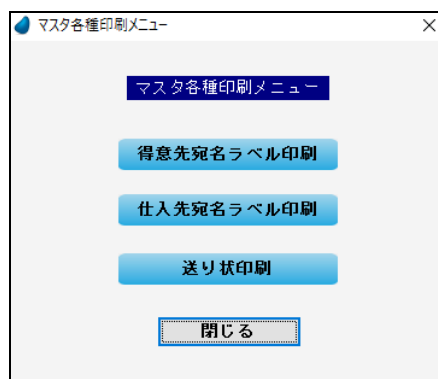 マスタ各種印刷メニュー
マスタ各種印刷メニュー
得意先宛名ラベル印刷
仕入先宛名ラベル印刷
送り状印刷
閉じる